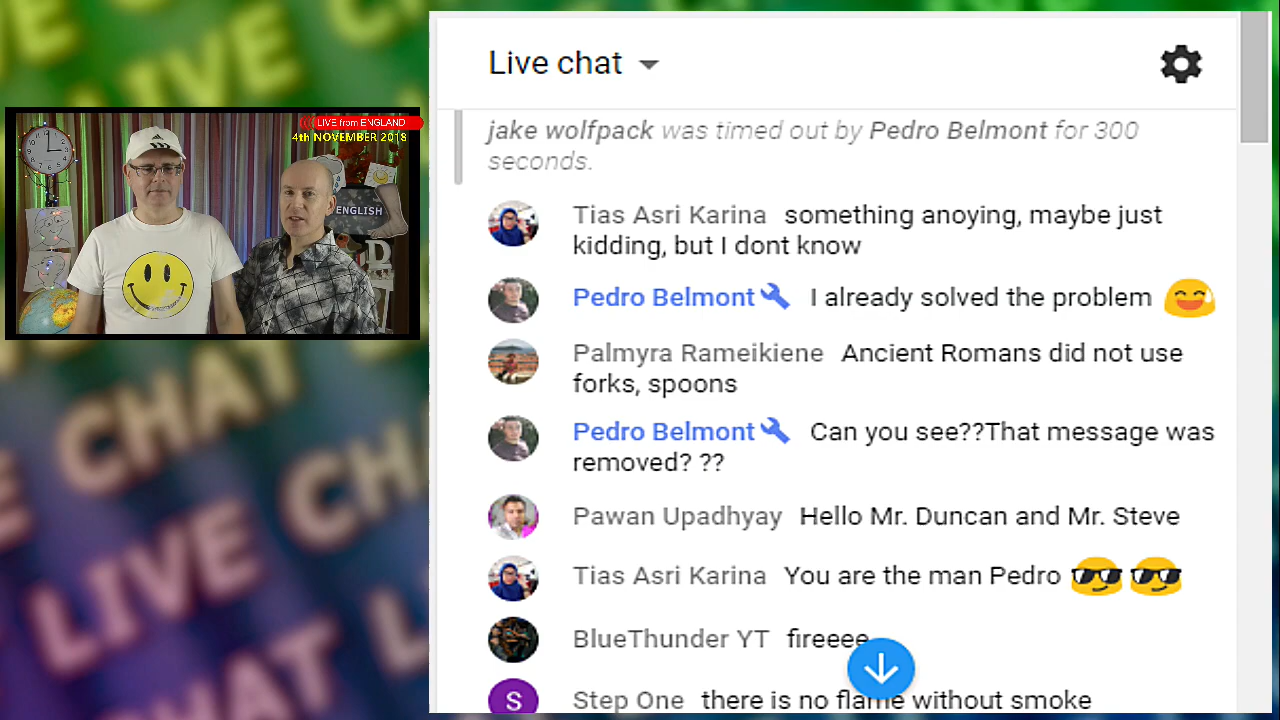 LIVE from ENGLAND
4th NOVEMBER 2018
ENGLISH
D
LIVE
CHAT
LIVE
CHAT
Live chat
jake wolfpack was timed out by Pedro Belmont for 300
seconds.
Tias Asri Karina something anoying, maybe just
kidding, but I dont know
Pedro Belmont I already solved the problem 😅
Palmyra Rameikiene Ancient Romans did not use
forks, spoons
Pedro Belmont Can you see??That message was
removed? ??
Pawan Upadhyay Hello Mr. Duncan and Mr. Steve
Tias Asri Karina You are the man Pedro 😎😎
BlueThunder YT fireeee
S Step One there is no flame without smoke